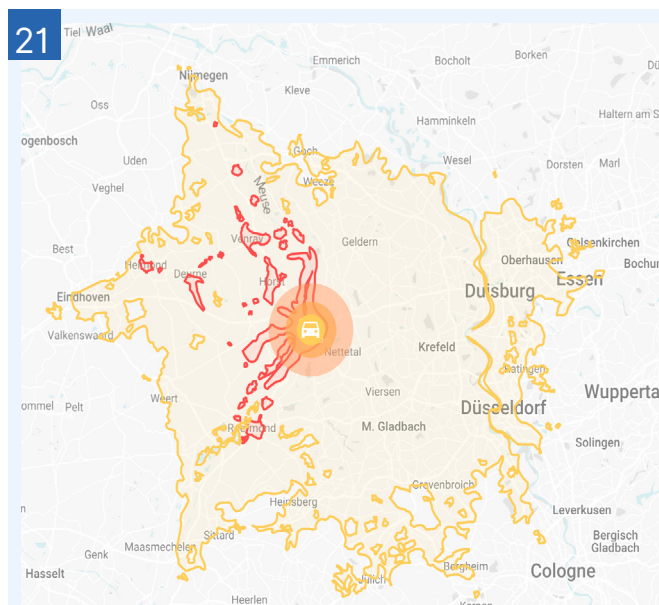 21
Tiel
Waal
Emmerich
Bocholt
Borken
Nijmegen
Kleve
Oss
Haltern am S
Hamminkeln
ogenbosch
Goch
Wesel
Uden
Dorsten
Marl
Weeze
Veghel
Meuse
Venray
Geldern
Gelsenkirchen
Best
Oberhausen
Helmond
Deurne
Essen
Bochu
Horst
Duisburg
Eindhoven
Valkenswaard
Krefeld
Nettetal
Ratingen
Viersen
Wupperta
Weert
ommel
Pelt
Düsseldorf
Roermond
M. Gladbach
Solingen
Grevenbroich
Heinsberg
Leverkusen
Sittard
Bergisch
Gladbach
Maasmechelen
Genk
Hasselt
Bergheim
Cologne
Jülich
Heerlen